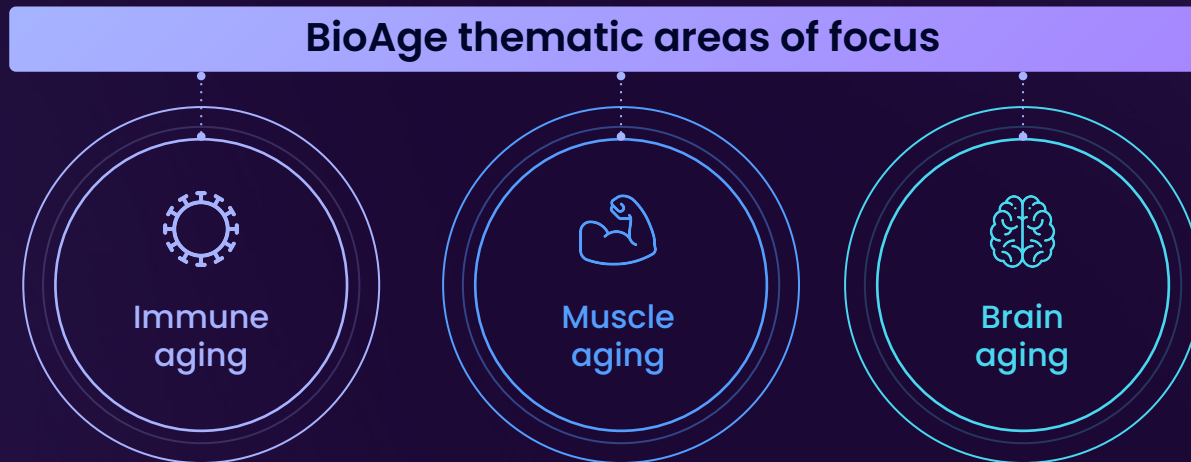 BioAge thematic areas of focus
Immune
aging
Muscle
aging
Brain
aging